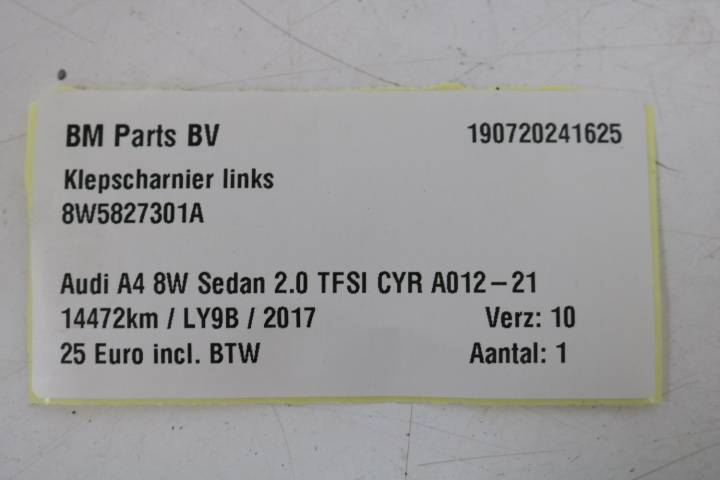 BM Parts BV 190720241625
Klepscharnier links
8W5827301A
Audi A4 8W Sedan 2.0 TFSI CYR A012-21
14472km / LY9B / 2017 Verz: 10
25 Euro incl. BTW Aantal: 1